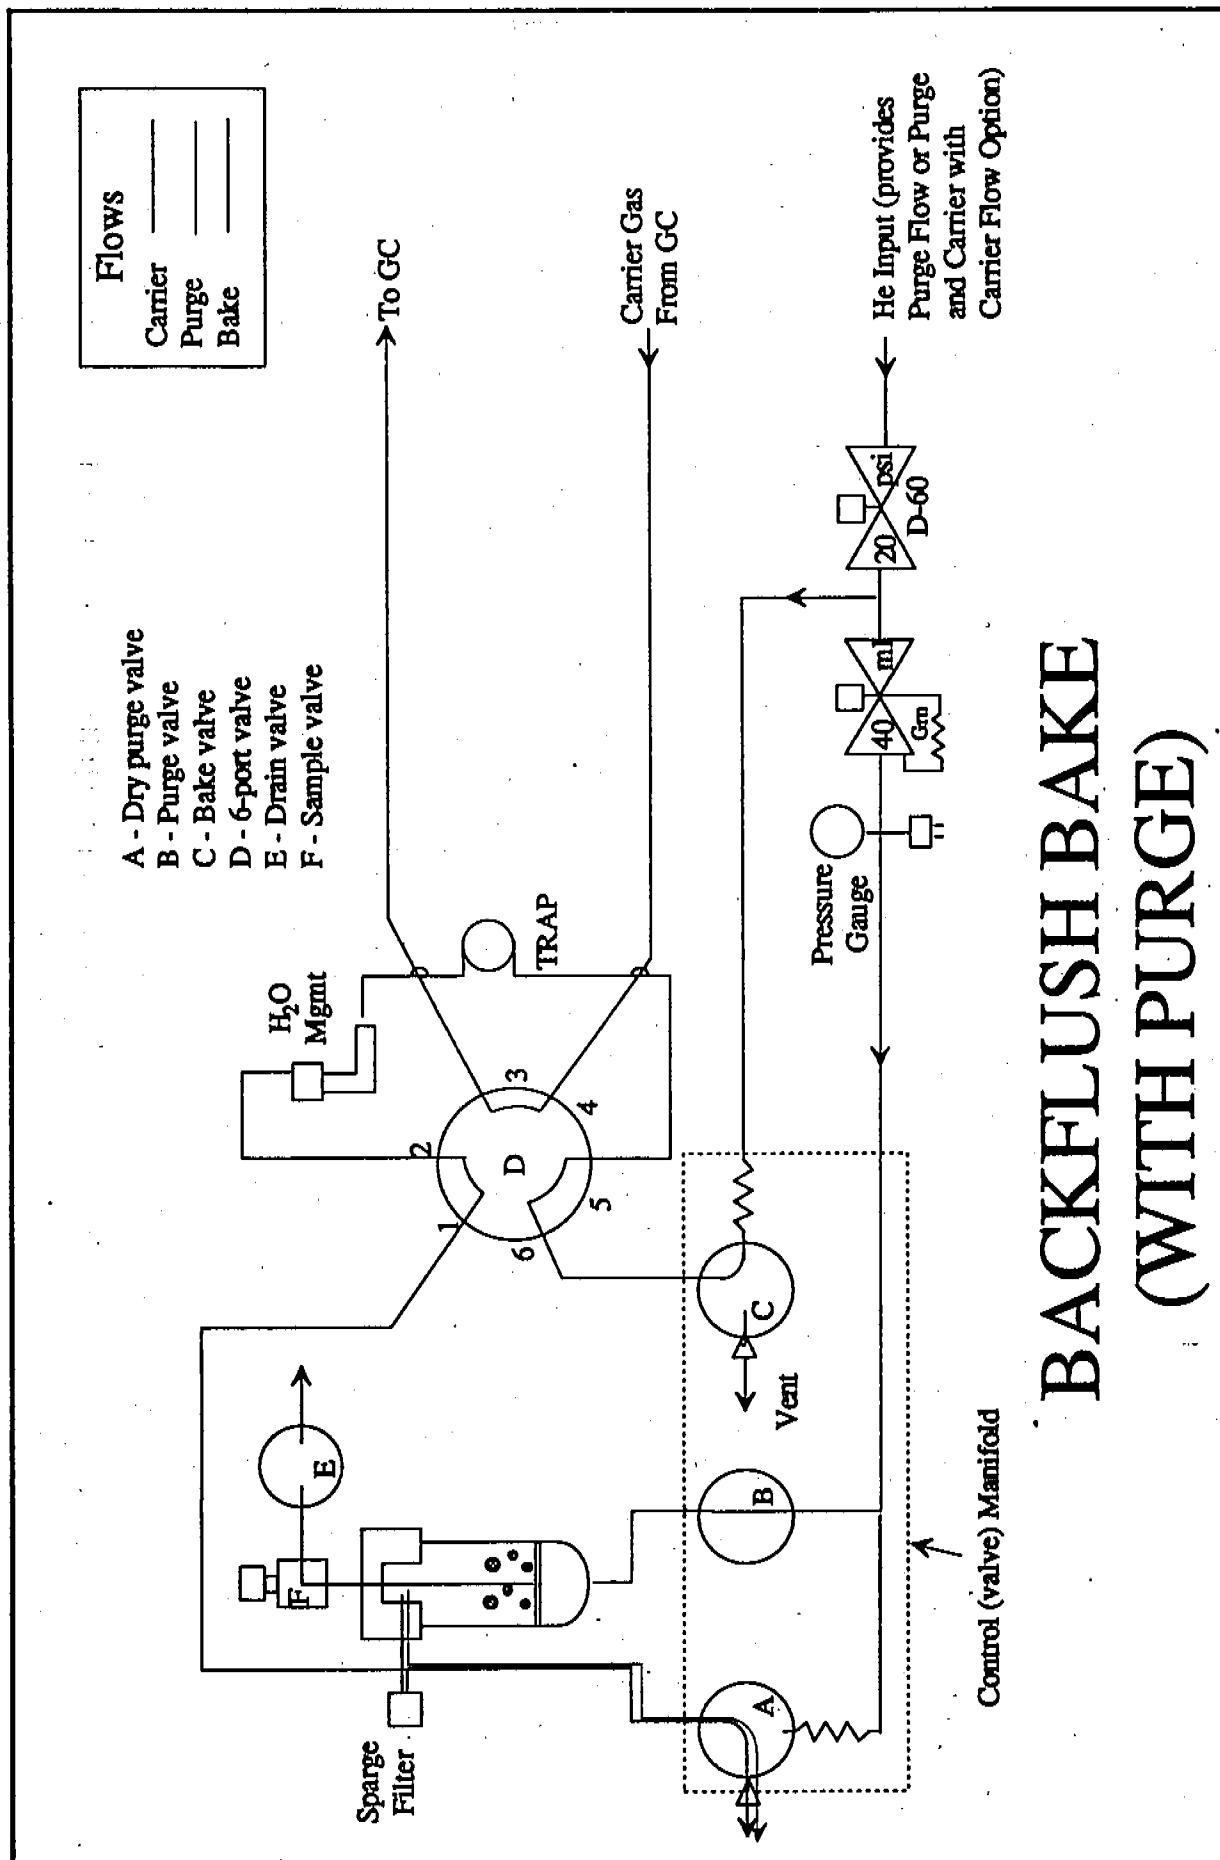 Flows
Carrier
Purge
Bake
A - Dry purge valve
B - Purge valve
C - Bake valve
D - 6-port valve
E - Drain valve
F - Sample valve
To GC
Carrier Gas
From GC
He Input (provides
Purge Flow or Purge
and Carrier with
Carrier Flow Option)
H₂O
Mgmt
TRAP
D
1
2
3
4
5
6
E
F
Sparge
Filter
A
B
C
Vent
Pressure
Gauge
40 ml
Gm
20 psi
D-60
Control (valve) Manifold
BACKFLUSH BAKE
(WITH PURGE)